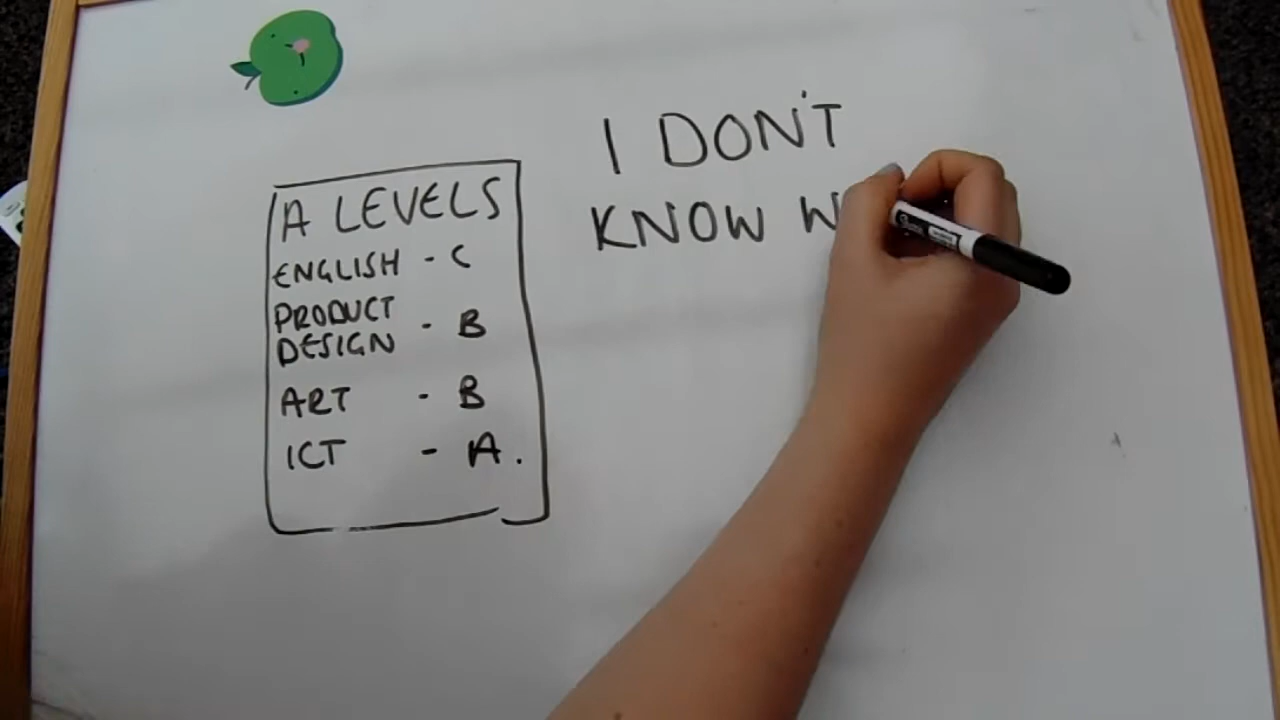 A LEVELS
ENGLISH - C
PRODUCT
DESIGN - B
ART - B
ICT - A.
I DON'T
KNOW W